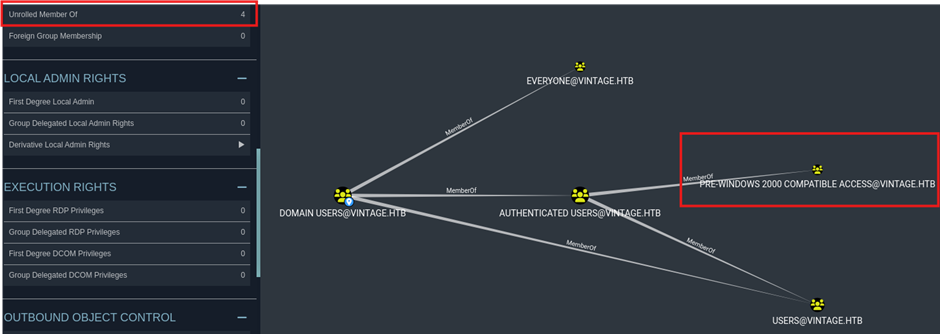 Unrolled Member Of 4
Foreign Group Membership 0
LOCAL ADMIN RIGHTS
First Degree Local Admin 0
Group Delegated Local Admin Rights 0
Derivative Local Admin Rights
EXECUTION RIGHTS
First Degree RDP Privileges 0
Group Delegated RDP Privileges 0
First Degree DCOM Privileges 0
Group Delegated DCOM Privileges 0
OUTBOUND OBJECT CONTROL
EVERYONE@VINTAGE.HTB
MemberOf
MemberOf
PRE-WINDOWS 2000 COMPATIBLE ACCESS@VINTAGE.HTB
MemberOf
DOMAIN USERS@VINTAGE.HTB
AUTHENTICATED USERS@VINTAGE.HTB
MemberOf
MemberOf
USERS@VINTAGE.HTB